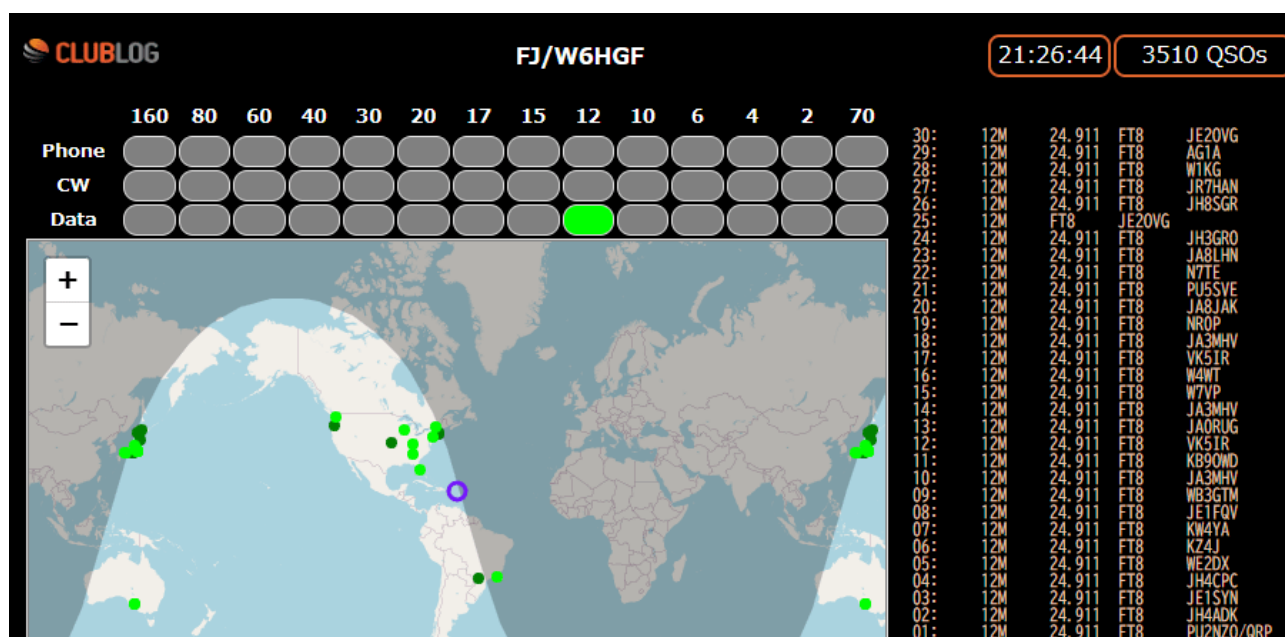 CLUBLOG
FJ/W6HGF
21:26:44
3510 QSOs
160 80 60 40 30 20 17 15 12 10 6 4 2 70
Phone
CW
Data
+
−
30: 12M 24.911 FT8 JE2OVG
29: 12M 24.911 FT8 AG1A
28: 12M 24.911 FT8 W1KG
27: 12M 24.911 FT8 JR7HAN
26: 12M 24.911 FT8 JH8SGR
25: 12M FT8 JE2OVG
24: 12M 24.911 FT8 JH3GRO
23: 12M 24.911 FT8 JA8LHN
22: 12M 24.911 FT8 N7TE
21: 12M 24.911 FT8 PU5SVE
20: 12M 24.911 FT8 JA8JAK
19: 12M 24.911 FT8 NR0P
18: 12M 24.911 FT8 JA3MHV
17: 12M 24.911 FT8 VK5IR
16: 12M 24.911 FT8 W4WT
15: 12M 24.911 FT8 W7VP
14: 12M 24.911 FT8 JA3MHV
13: 12M 24.911 FT8 JA0RUG
12: 12M 24.911 FT8 VK5IR
11: 12M 24.911 FT8 KB9OWD
10: 12M 24.911 FT8 JA3MHV
09: 12M 24.911 FT8 WB3GTM
08: 12M 24.911 FT8 JE1FQV
07: 12M 24.911 FT8 KW4YA
06: 12M 24.911 FT8 KZ4J
05: 12M 24.911 FT8 WE2DX
04: 12M 24.911 FT8 JH4CPC
03: 12M 24.911 FT8 JE1SYN
02: 12M 24.911 FT8 JH4ADK
01: 12M 24.911 FT8 PU2NZO/QRP